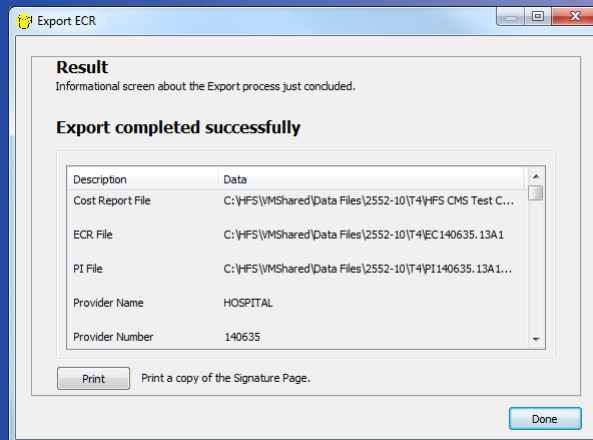 Export ECR
Result
Informational screen about the Export process just concluded.
Export completed successfully
Description Data
Cost Report File C:\HFS\VMShared\Data Files\2552-10\T4\HFS CMS Test C...
ECR File C:\HFS\VMShared\Data Files\2552-10\T4\EC140635.13A1
PI File C:\HFS\VMShared\Data Files\2552-10\T4\PI140635.13A1...
Provider Name HOSPITAL
Provider Number 140635
Print Print a copy of the Signature Page.
Done